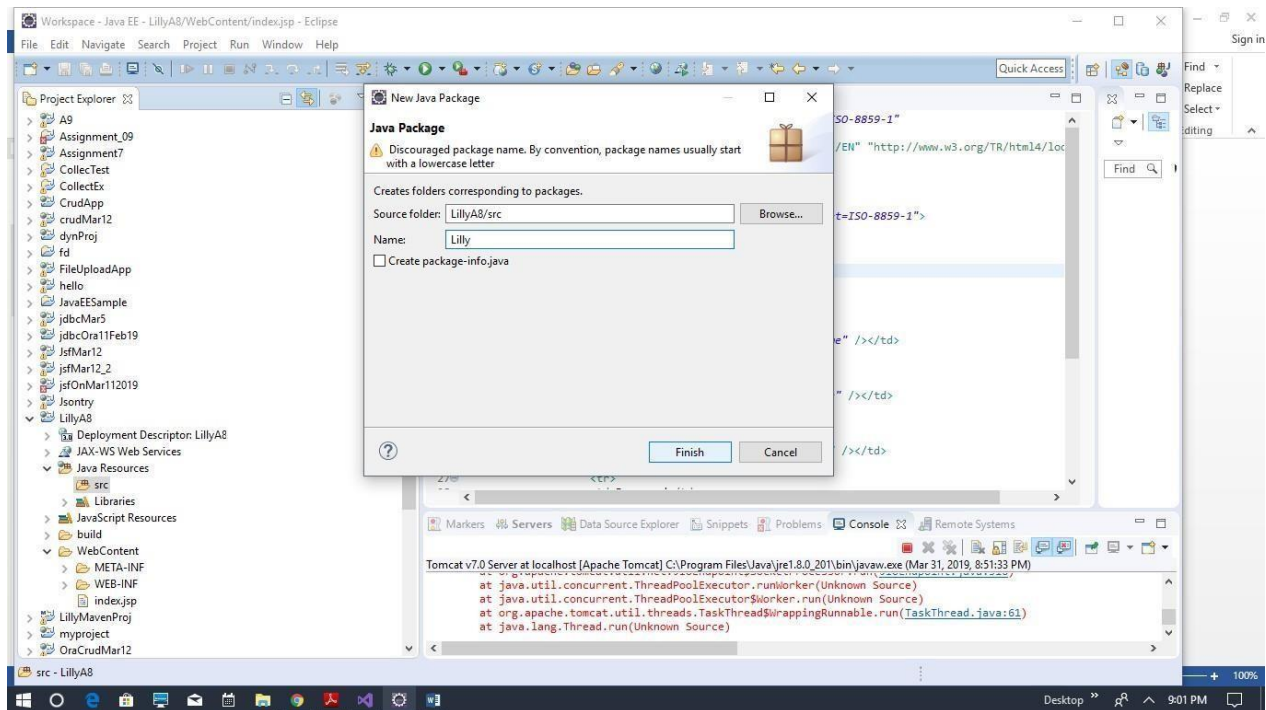 Workspace - Java EE - LillyA8/WebContent/index.jsp - Eclipse
File Edit Navigate Search Project Run Window Help
Sign in
Quick Access
Find
Replace
Select
Project Explorer
A9
Assignment_09
Assignment7
CollecTest
CollectEx
CrudApp
crudMar12
dynProj
fd
FileUploadApp
hello
JavaEESample
jdbcMar5
jdbcOra11Feb19
JsfMar12
jsfMar12_2
jsfOnMar112019
Jsontry
LillyA8
Deployment Descriptor: LillyA8
JAX-WS Web Services
Java Resources
src
Libraries
JavaScript Resources
build
WebContent
META-INF
WEB-INF
index.jsp
LillyMavenProj
myproject
OraCrudMar12
New Java Package
Java Package
Discouraged package name. By convention, package names usually start
with a lowercase letter
Creates folders corresponding to packages.
Source folder: LillyA8/src Browse...
Name: Lilly
Create package-info.java
? Finish Cancel
ISO-8859-1"
/EN" "http://www.w3.org/TR/html4/loo
t=ISO-8859-1">
e" /></td>
" /></td>
/></td>
<tr>
Find
diting
Markers Servers Data Source Explorer Snippets Problems Console Remote Systems
Tomcat v7.0 Server at localhost [Apache Tomcat] C:\Program Files\Java\jre1.8.0_201\bin\javaw.exe (Mar 31, 2019, 8:51:33 PM)
at java.util.concurrent.ThreadPoolExecutor.runWorker(Unknown Source)
at java.util.concurrent.ThreadPoolExecutor$Worker.run(Unknown Source)
at org.apache.tomcat.util.threads.TaskThread$WrappingRunnable.run(TaskThread.java:61)
at java.lang.Thread.run(Unknown Source)
src - LillyA8
100%
Desktop 9:01 PM